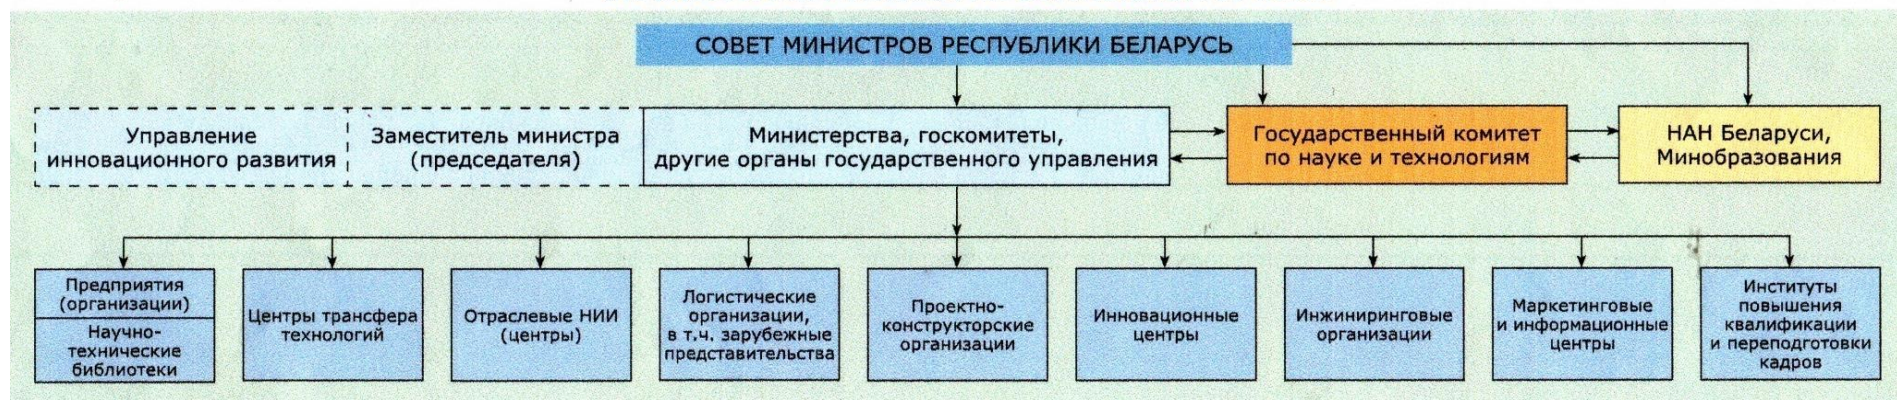 СОВЕТ МИНИСТРОВ РЕСПУБЛИКИ БЕЛАРУСЬ
Управление
инновационного развития
Заместитель министра
(председателя)
Министерства, госкомитеты,
другие органы государственного управления
Государственный комитет
по науке и технологиям
НАН Беларуси,
Минобразования
Предприятия
(организации)
Научно-
технические
библиотеки
Центры трансфера
технологий
Отраслевые НИИ
(центры)
Логистические
организации,
в т.ч. зарубежные
представительства
Проектно-
конструкторские
организации
Инновационные
центры
Инжиниринговые
организации
Маркетинговые
и информационные
центры
Институты
повышения
квалификации
и переподготовки
кадров